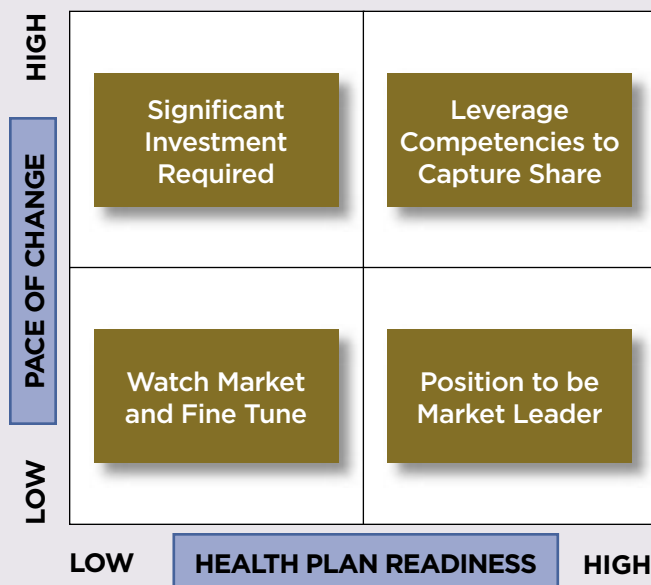 HIGH
Significant
Investment
Required
Leverage
Competencies to
Capture Share
PACE OF CHANGE
Watch Market
and Fine Tune
Position to be
Market Leader
LOW
LOW
HEALTH PLAN READINESS
HIGH